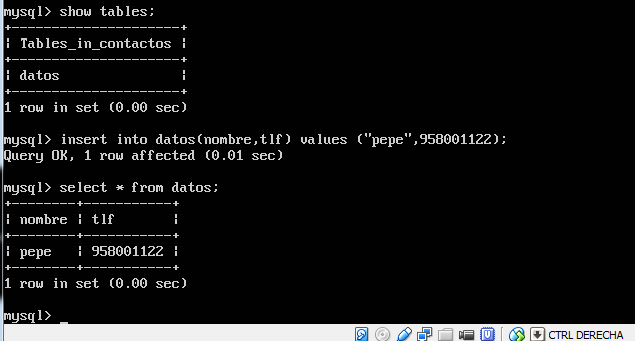 mysql> show tables;
+--------------------+
| Tables_in_contactos |
+--------------------+
| datos |
+--------------------+
1 row in set (0.00 sec)
mysql> insert into datos(nombre,tlf) values ("pepe",958001122);
Query OK, 1 row affected (0.01 sec)
mysql> select * from datos;
+--------+-----------+
| nombre | tlf |
+--------+-----------+
| pepe | 958001122 |
+--------+-----------+
1 row in set (0.00 sec)
mysql> _
CTRL DERECHA